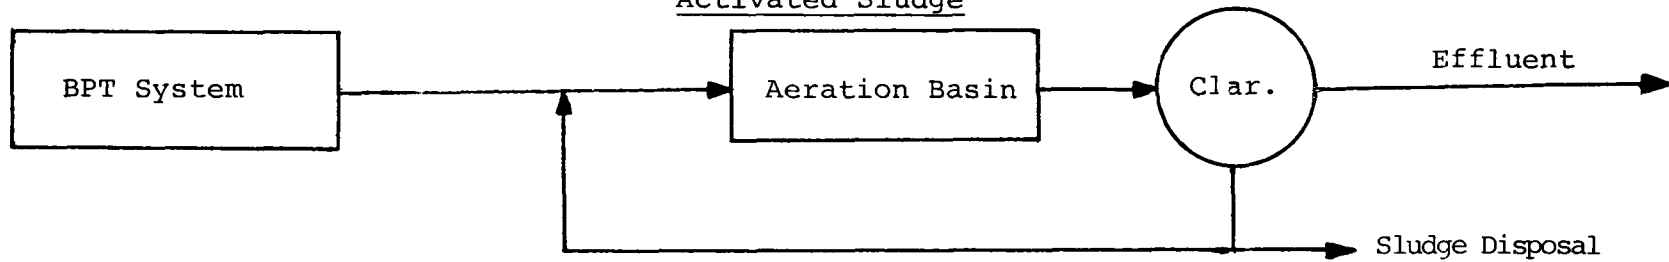 Activated Sludge
BPT System
Aeration Basin
Clar.
Effluent
Sludge Disposal